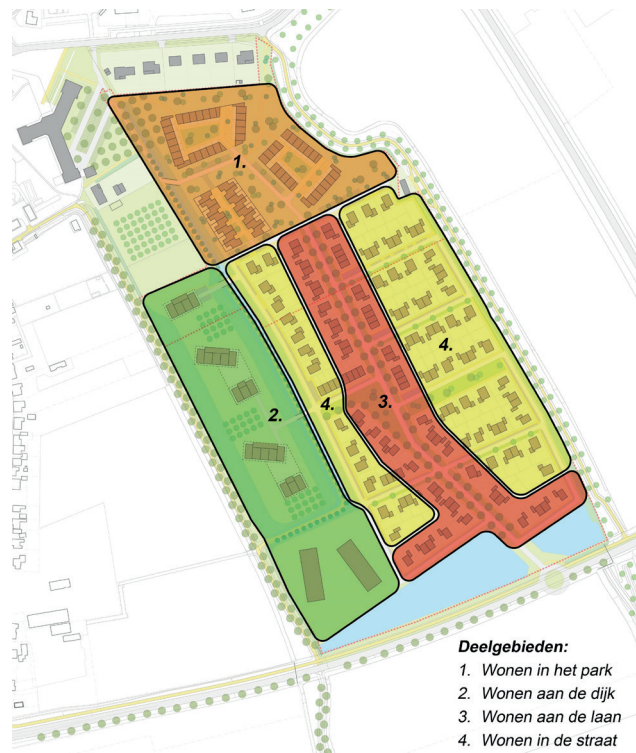 1.
2.
4.
3.
4.
Deelgebieden:
1. Wonen in het park
2. Wonen aan de dijk
3. Wonen aan de laan
4. Wonen in de straat